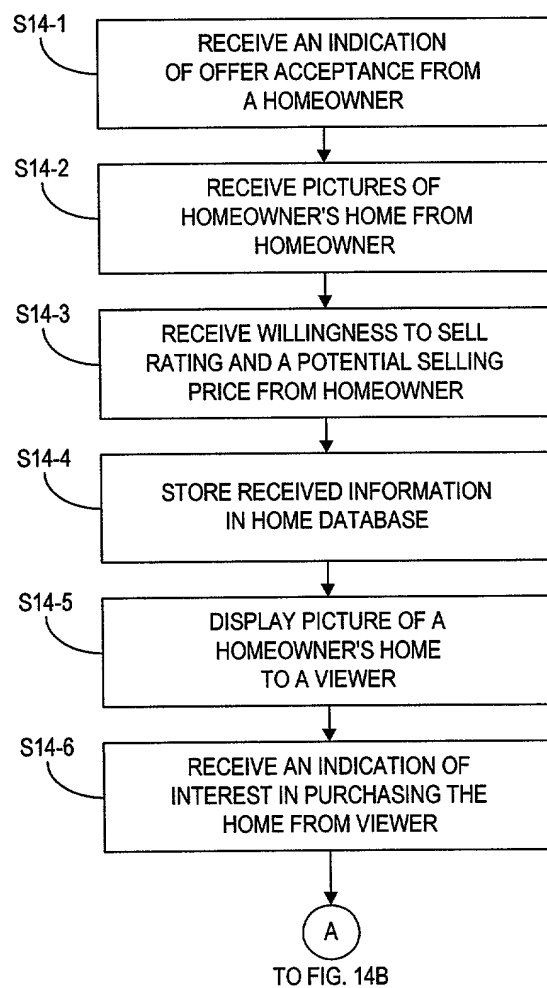 S14-1
RECEIVE AN INDICATION
OF OFFER ACCEPTANCE FROM
A HOMEOWNER
S14-2
RECEIVE PICTURES OF
HOMEOWNER'S HOME FROM
HOMEOWNER
S14-3
RECEIVE WILLINGNESS TO SELL
RATING AND A POTENTIAL SELLING
PRICE FROM HOMEOWNER
S14-4
STORE RECEIVED INFORMATION
IN HOME DATABASE
S14-5
DISPLAY PICTURE OF A
HOMEOWNER'S HOME
TO A VIEWER
S14-6
RECEIVE AN INDICATION OF
INTEREST IN PURCHASING THE
HOME FROM VIEWER
A
TO FIG. 14B